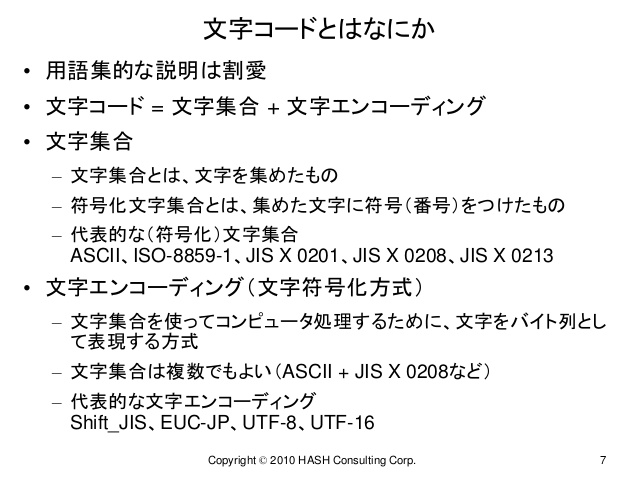 文字コードとはなにか
• 用語集的な説明は割愛
• 文字コード = 文字集合 + 文字エンコーディング
• 文字集合
– 文字集合とは、文字を集めたもの
– 符号化文字集合とは、集めた文字に符号(番号)をつけたもの
– 代表的な(符号化)文字集合
ASCII、ISO-8859-1、JIS X 0201、JIS X 0208、JIS X 0213
• 文字エンコーディング(文字符号化方式)
– 文字集合を使ってコンピュータ処理するために、文字をバイト列とし
て表現する方式
– 文字集合は複数でもよい(ASCII + JIS X 0208など)
– 代表的な文字エンコーディング
Shift_JIS、EUC-JP、UTF-8、UTF-16
Copyright © 2010 HASH Consulting Corp.
7